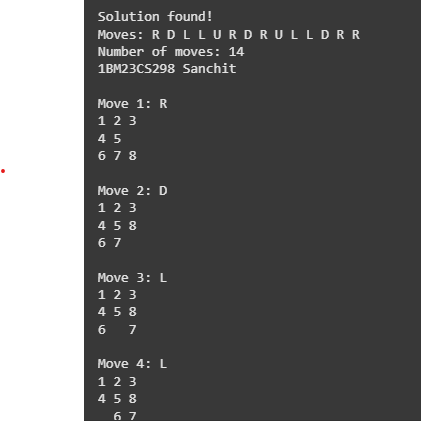 Solution found!
Moves: R D L L U R D R U L L D R R
Number of moves: 14
1BM23CS298 Sanchit
Move 1: R
1 2 3
4 5
6 7 8
Move 2: D
1 2 3
4 5 8
6 7
Move 3: L
1 2 3
4 5 8
6   7
Move 4: L
1 2 3
4 5 8
  6 7